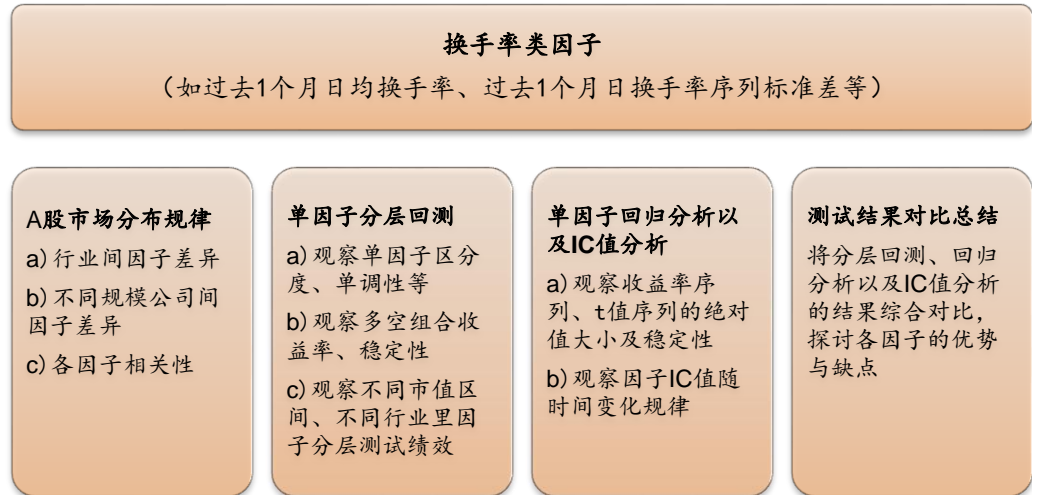 换手率类因子
（如过去1个月日均换手率、过去1个月日换手率序列标准差等）
A股市场分布规律
a)行业间因子差异
b)不同规模公司间
因子差异
c)各因子相关性
单因子分层回测
a)观察单因子区分
度、单调性等
b)观察多空组合收
益率、稳定性
c)观察不同市值区
间、不同行业里因
子分层测试绩效
单因子回归分析以
及IC值分析
a)观察收益率序
列、t值序列的绝对
值大小及稳定性
b)观察因子IC值随
时间变化规律
测试结果对比总结
将分层回测、回归
分析以及IC值分析
的结果综合对比，
探讨各因子的优势
与缺点